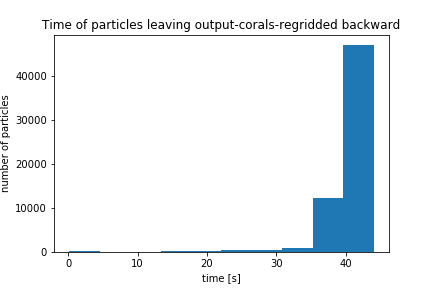 Time of particles leaving output-corals-regridded backward
number of particles
40000
30000
20000
10000
0
0 10 20 30 40
time [s]